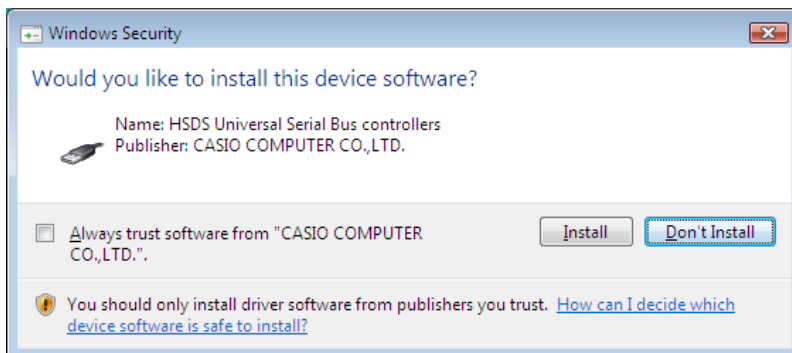 Windows Security
Would you like to install this device software?
Name: HSDS Universal Serial Bus controllers
Publisher: CASIO COMPUTER CO.,LTD.
Always trust software from "CASIO COMPUTER
CO.,LTD.".
Install
Don't Install
You should only install driver software from publishers you trust. How can I decide which
device software is safe to install?